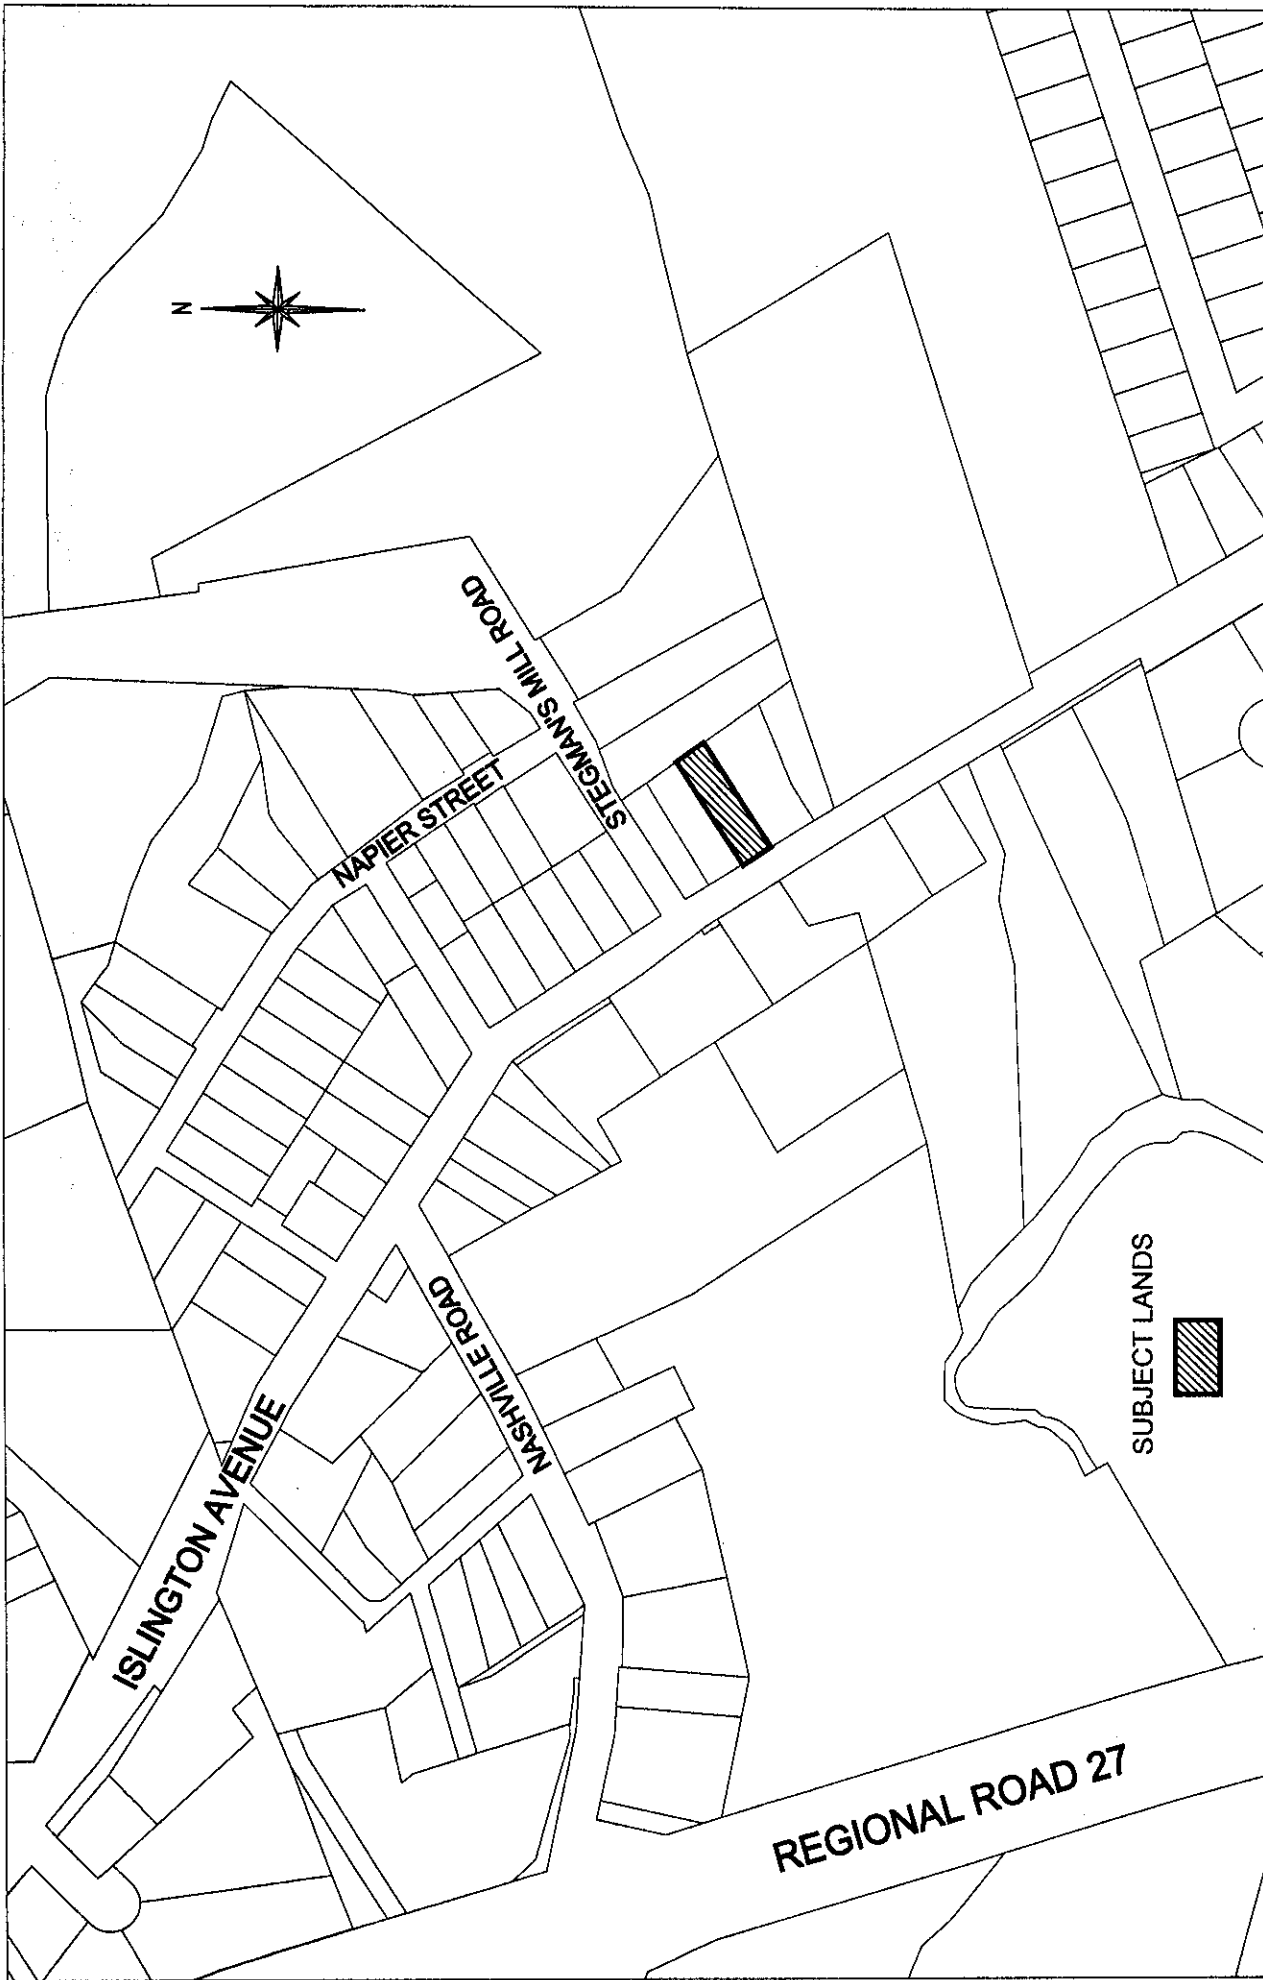 N
STEGMAN'S MILL ROAD
NAPIER STREET
NASHVILLE ROAD
ISLINGTON AVENUE
SUBJECT LANDS
REGIONAL ROAD 27